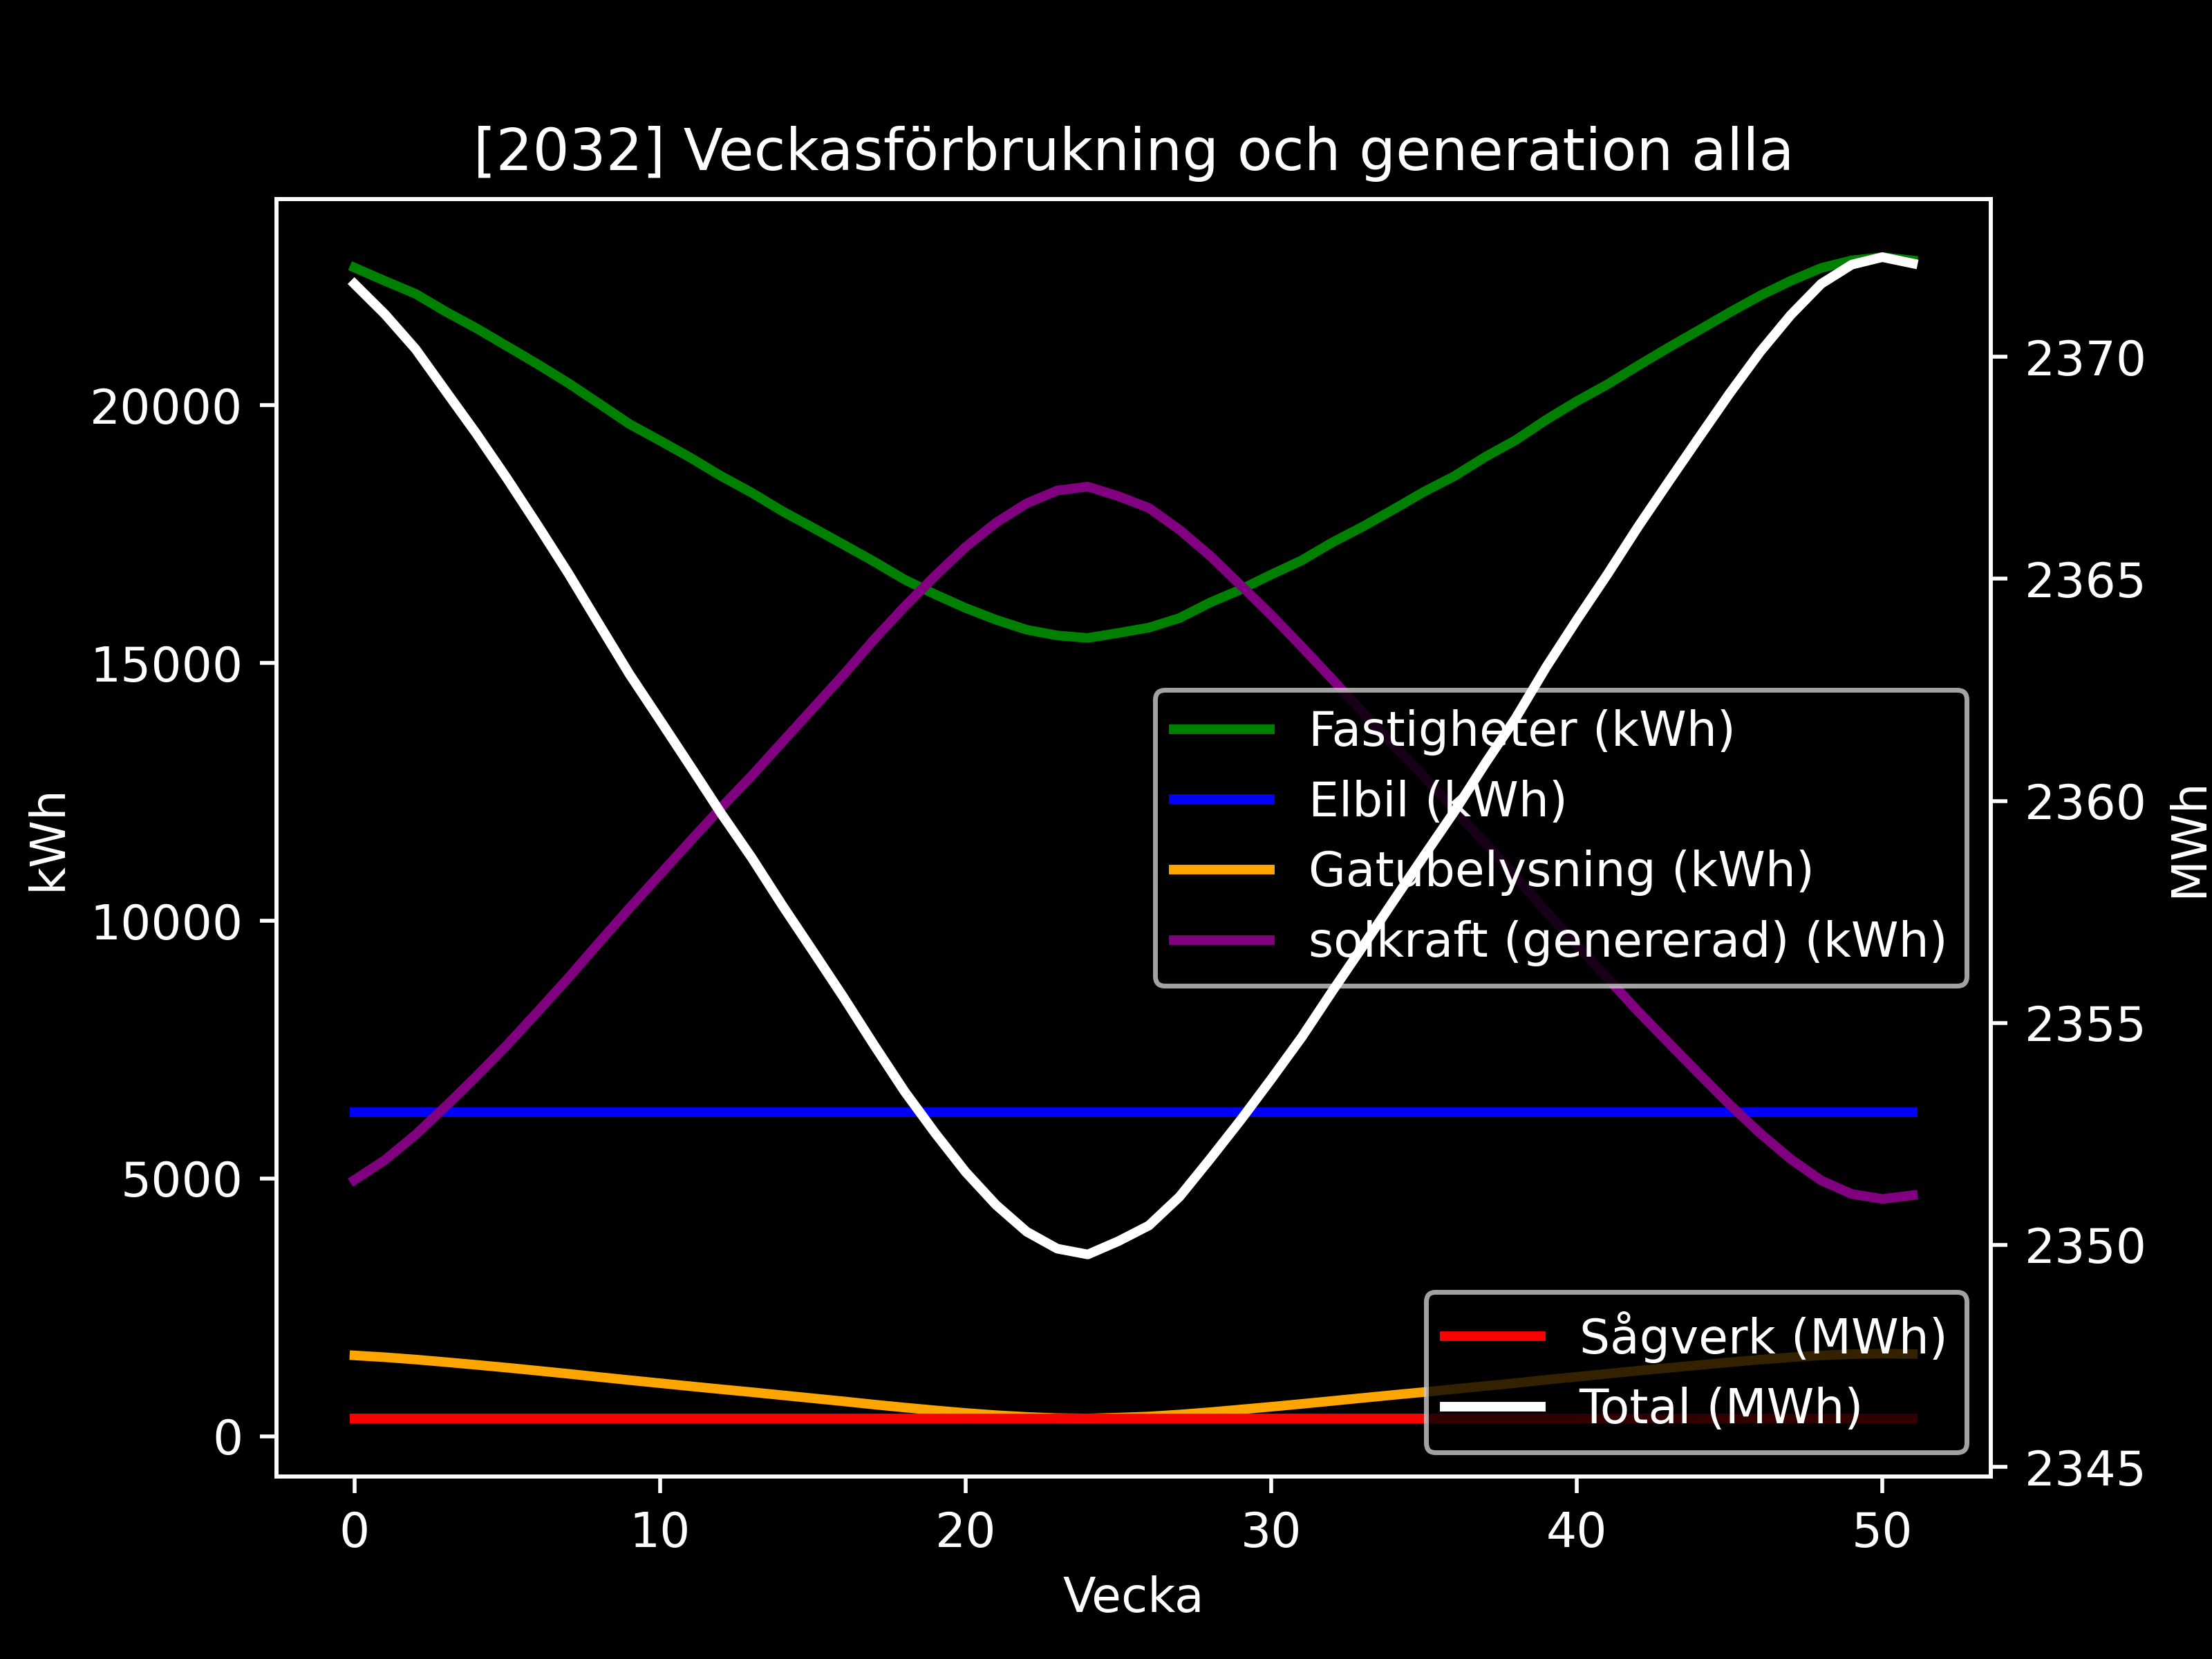 [2032] Veckasförbrukning och generation alla
kWh
20000
15000
10000
5000
0
2370
2365
2360
2355
2350
2345
MWh
Fastigheter (kWh)
Elbil (kWh)
Gatubelysning (kWh)
solkraft (genererad) (kWh)
Sågverk (MWh)
Total (MWh)
0 10 20 30 40 50
Vecka